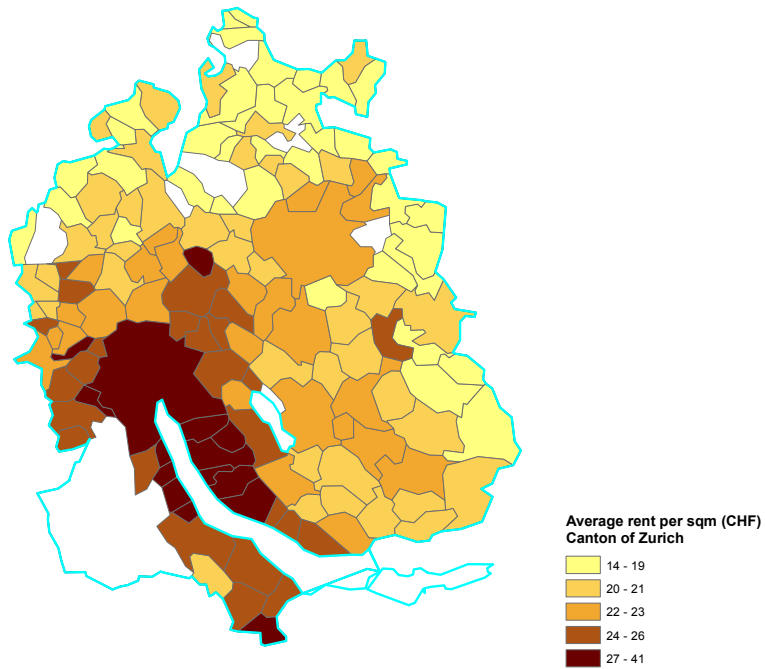 Average rent per sqm (CHF)
Canton of Zurich
14 - 19
20 - 21
22 - 23
24 - 26
27 - 41